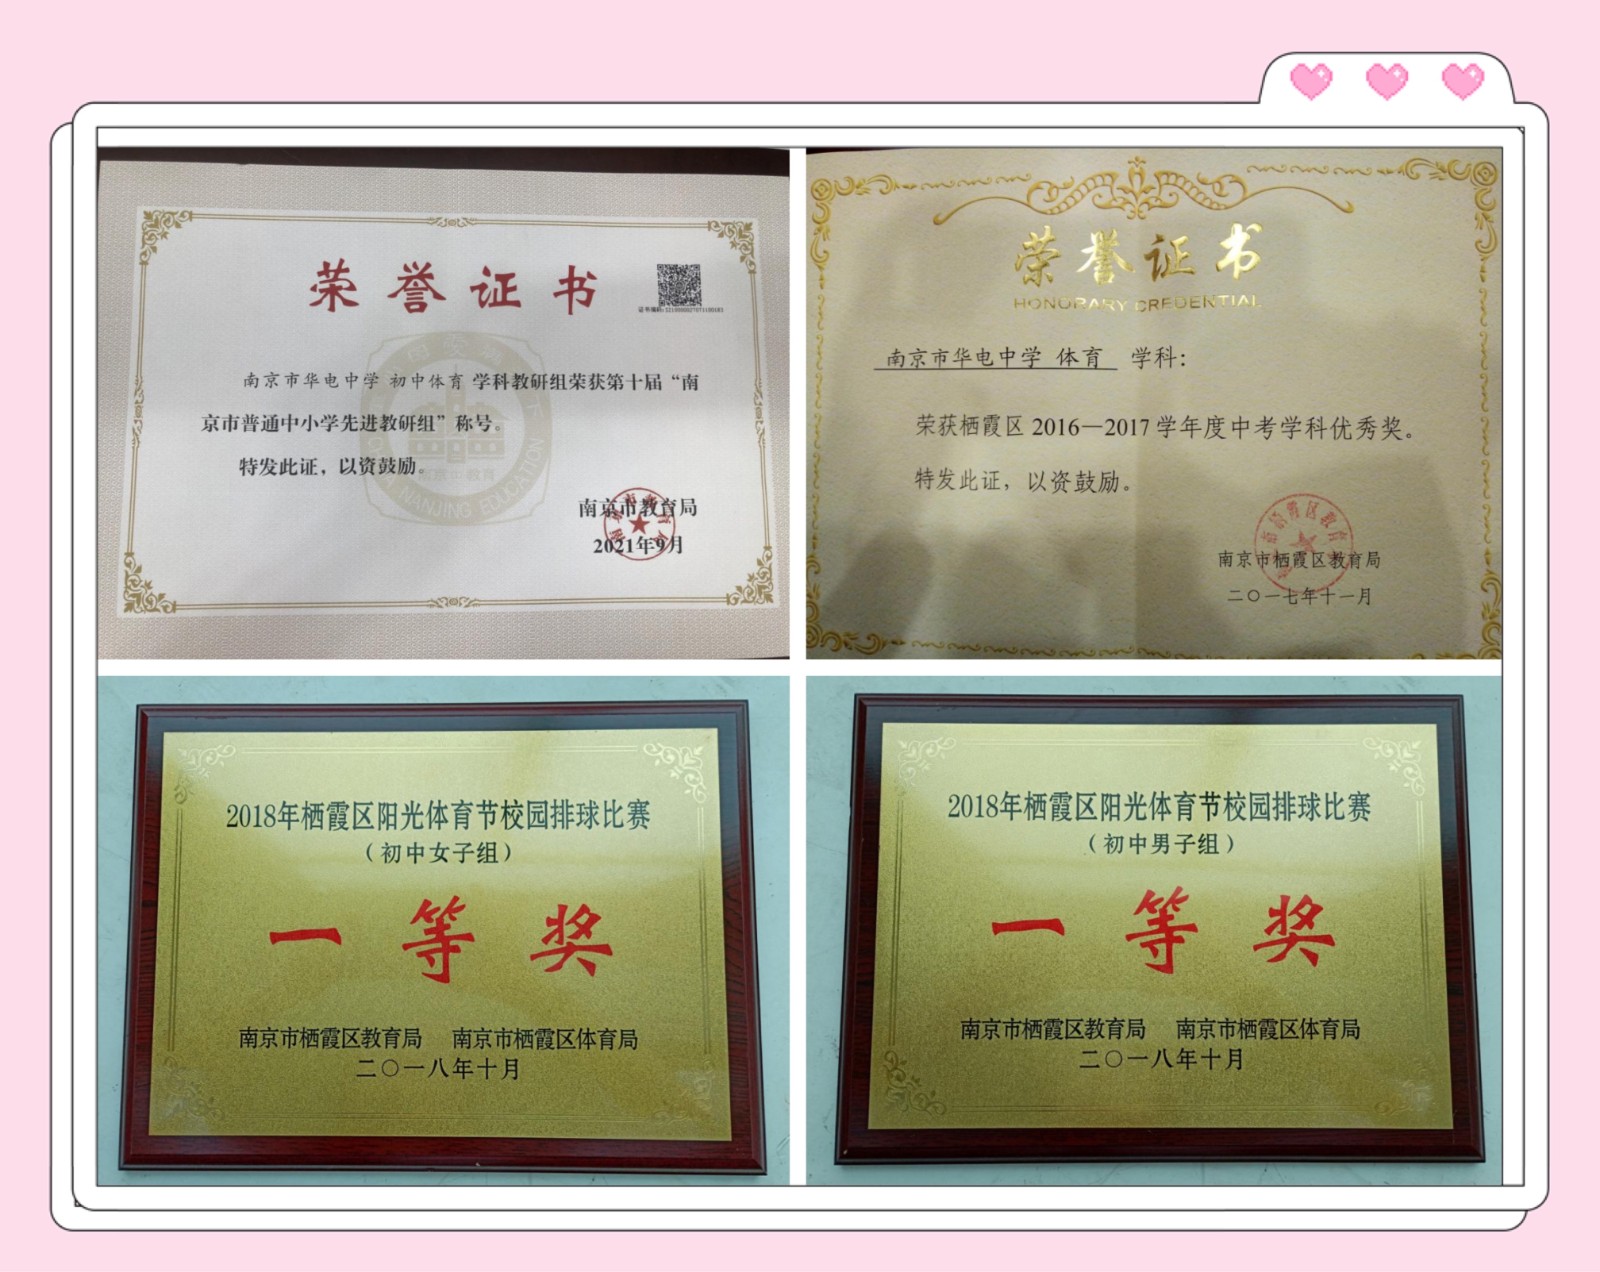 荣誉证书
南京市华电中学 初中体育 学科教研组荣获第十届“南
京市普通中小学先进教研组”称号。
特发此证，以资鼓励。
南京市教育局
2021年9月
NANJING EDUCATION
荣誉证书
HONORARY CREDENTIAL
南京市华电中学 体育 学科：
荣获栖霞区2016—2017学年度中考学科优秀奖。
特发此证，以资鼓励。
南京市栖霞区教育局
二〇一七年十一月
2018年栖霞区阳光体育节校园排球比赛
（初中女子组）
一等奖
南京市栖霞区教育局 南京市栖霞区体育局
二〇一八年十月
2018年栖霞区阳光体育节校园排球比赛
（初中男子组）
一等奖
南京市栖霞区教育局 南京市栖霞区体育局
二〇一八年十月